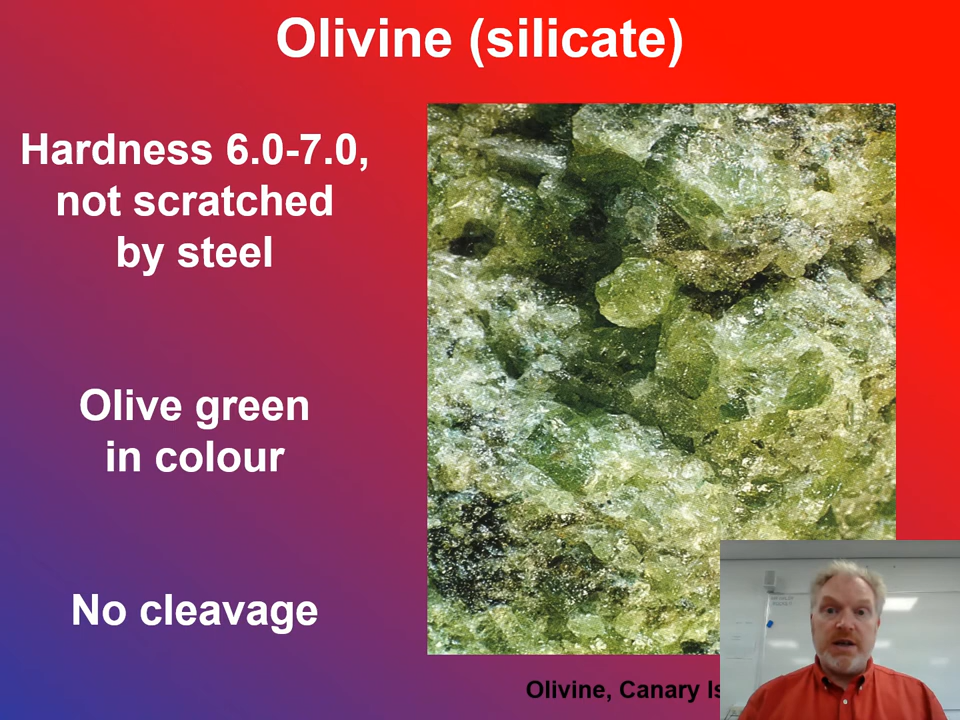 Olivine (silicate)
Hardness 6.0-7.0,
not scratched
by steel
Olive green
in colour
No cleavage
Olivine, Canary